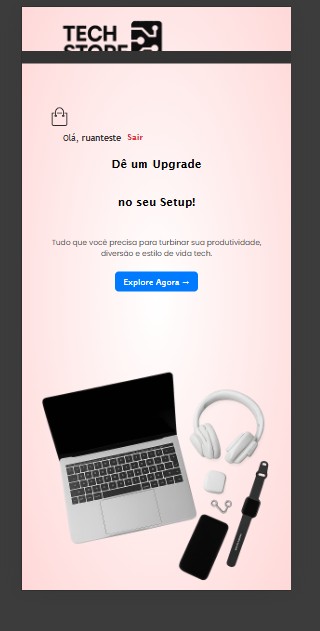 TECH
STORE
Olá, ruanteste Sair
Dê um Upgrade
no seu Setup!
Tudo que você precisa para turbinar sua produtividade,
diversão e estilo de vida tech.
Explore Agora →